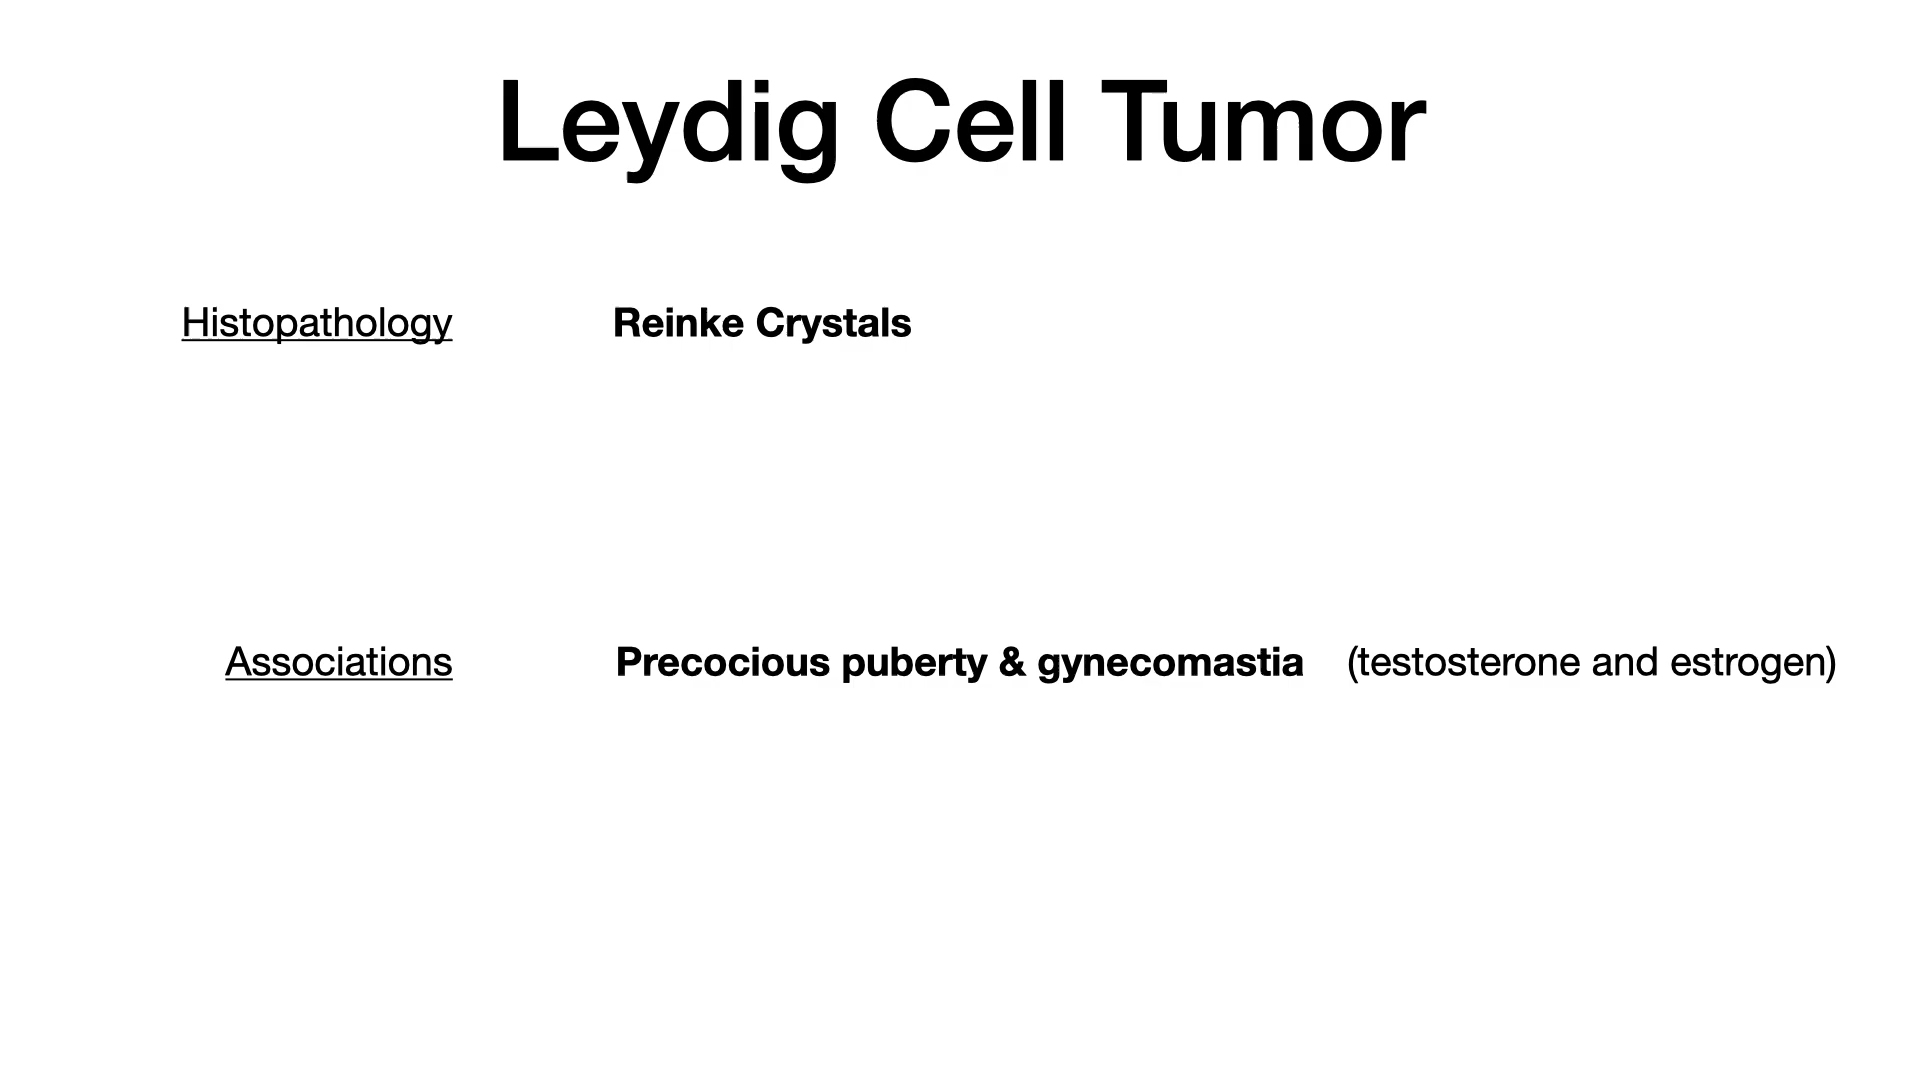 Leydig Cell Tumor
Histopathology Reinke Crystals
Associations Precocious puberty & gynecomastia (testosterone and estrogen)